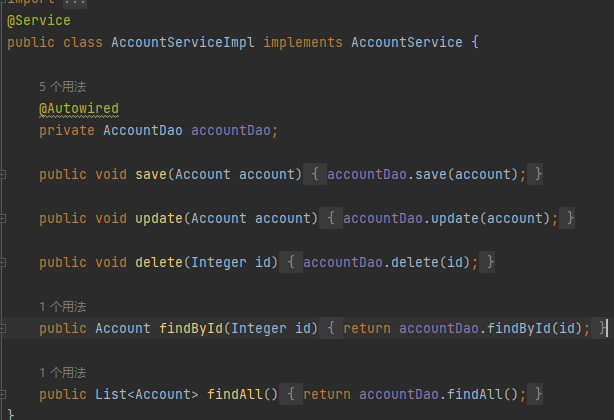 import ...
@Service
public class AccountServiceImpl implements AccountService {
5 个用法
@Autowired
private AccountDao accountDao;
public void save(Account account) { accountDao.save(account); }
public void update(Account account) { accountDao.update(account); }
public void delete(Integer id) { accountDao.delete(id); }
1 个用法
public Account findById(Integer id) { return accountDao.findById(id); }
1 个用法
public List<Account> findAll() { return accountDao.findAll(); }
}